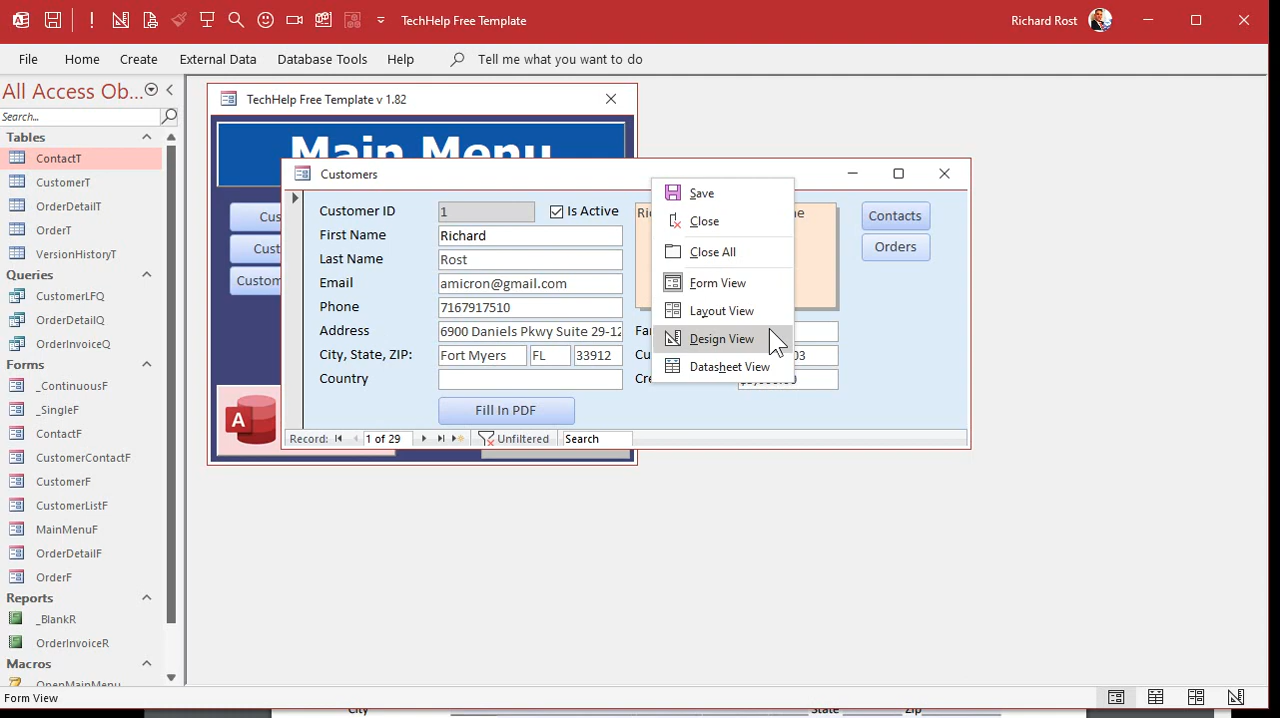 TechHelp Free Template
Richard Rost
File Home Create External Data Database Tools Help Tell me what you want to do
All Access Ob...
Search...
Tables
ContactT
CustomerT
OrderDetailT
OrderT
VersionHistoryT
Queries
CustomerLFQ
OrderDetailQ
OrderInvoiceQ
Forms
_ContinuousF
_SingleF
ContactF
CustomerContactF
CustomerF
CustomerListF
MainMenuF
OrderDetailF
OrderF
Reports
_BlankR
OrderInvoiceR
Macros
OpenMainMenu
TechHelp Free Template v 1.82
Main Menu
Cus
Cust
Custom
A
Customers
Customer ID 1 Is Active
First Name Richard
Last Name Rost
Email amicron@gmail.com
Phone 7167917510
Address 6900 Daniels Pkwy Suite 29-12
City, State, ZIP: Fort Myers FL 33912
Country
Fill In PDF
Contacts
Orders
Save
Close
Close All
Form View
Layout View
Design View
Datasheet View
Record: 1 of 29 Unfiltered Search
Form View
City State Zip